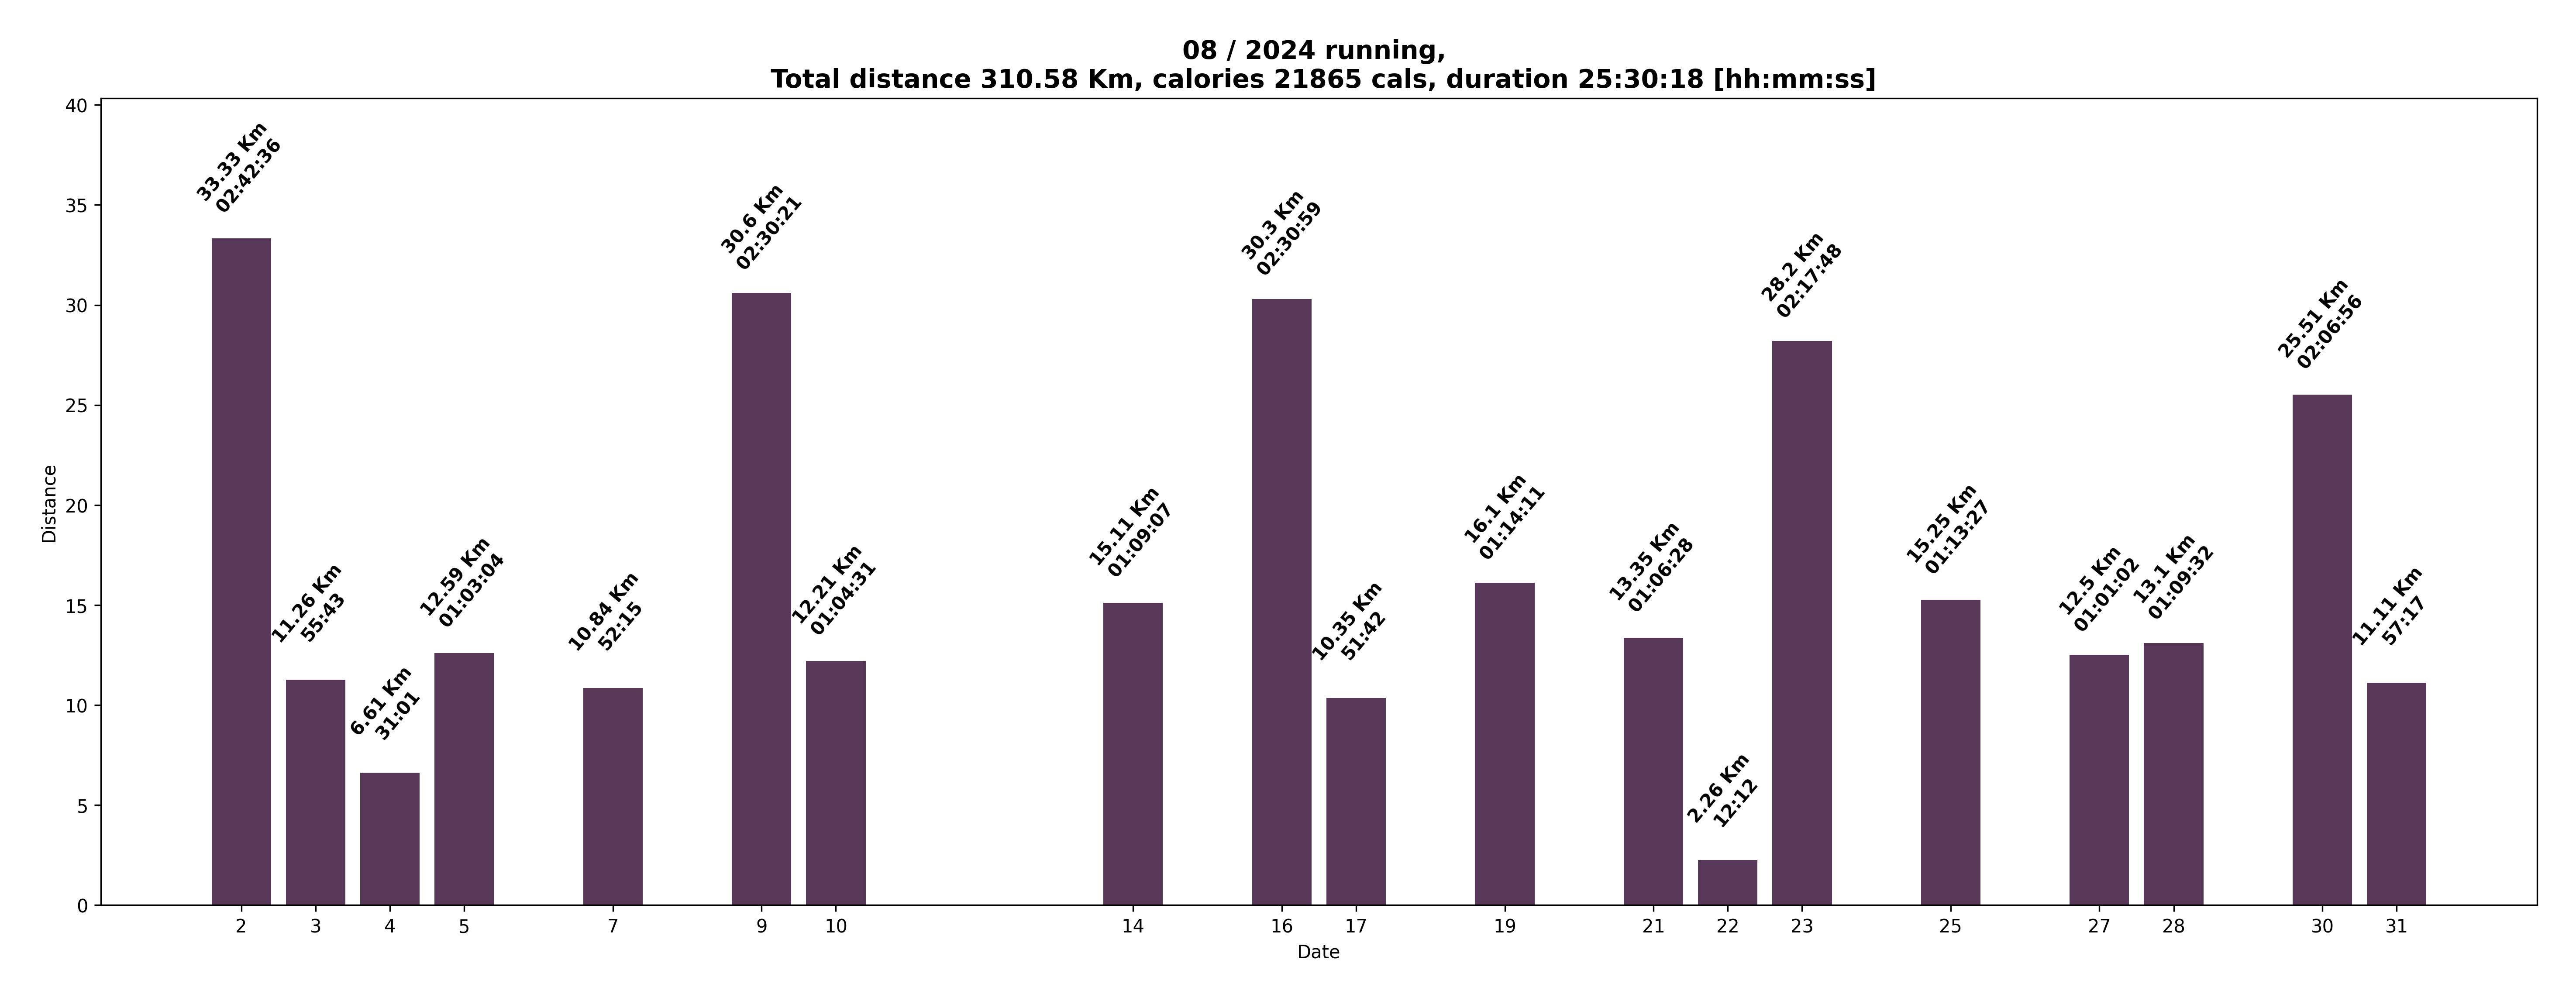 08 / 2024 running,
Total distance 310.58 Km, calories 21865 cals, duration 25:30:18 [hh:mm:ss]
Distance
40
35
30
25
20
15
10
5
0
33.33 Km
02:42:36
11.26 Km
55:43
6.61 Km
31:01
12.59 Km
01:03:04
10.84 Km
52:15
30.6 Km
02:30:21
12.21 Km
01:04:31
15.11 Km
01:09:07
30.3 Km
02:30:59
10.35 Km
51:42
16.1 Km
01:14:11
13.35 Km
01:06:28
2.26 Km
12:12
28.2 Km
02:17:48
15.25 Km
01:13:27
12.5 Km
01:01:02
13.1 Km
01:09:32
25.51 Km
02:06:56
11.11 Km
57:17
2 3 4 5 7 9 10 14 16 17 19 21 22 23 25 27 28 30 31
Date